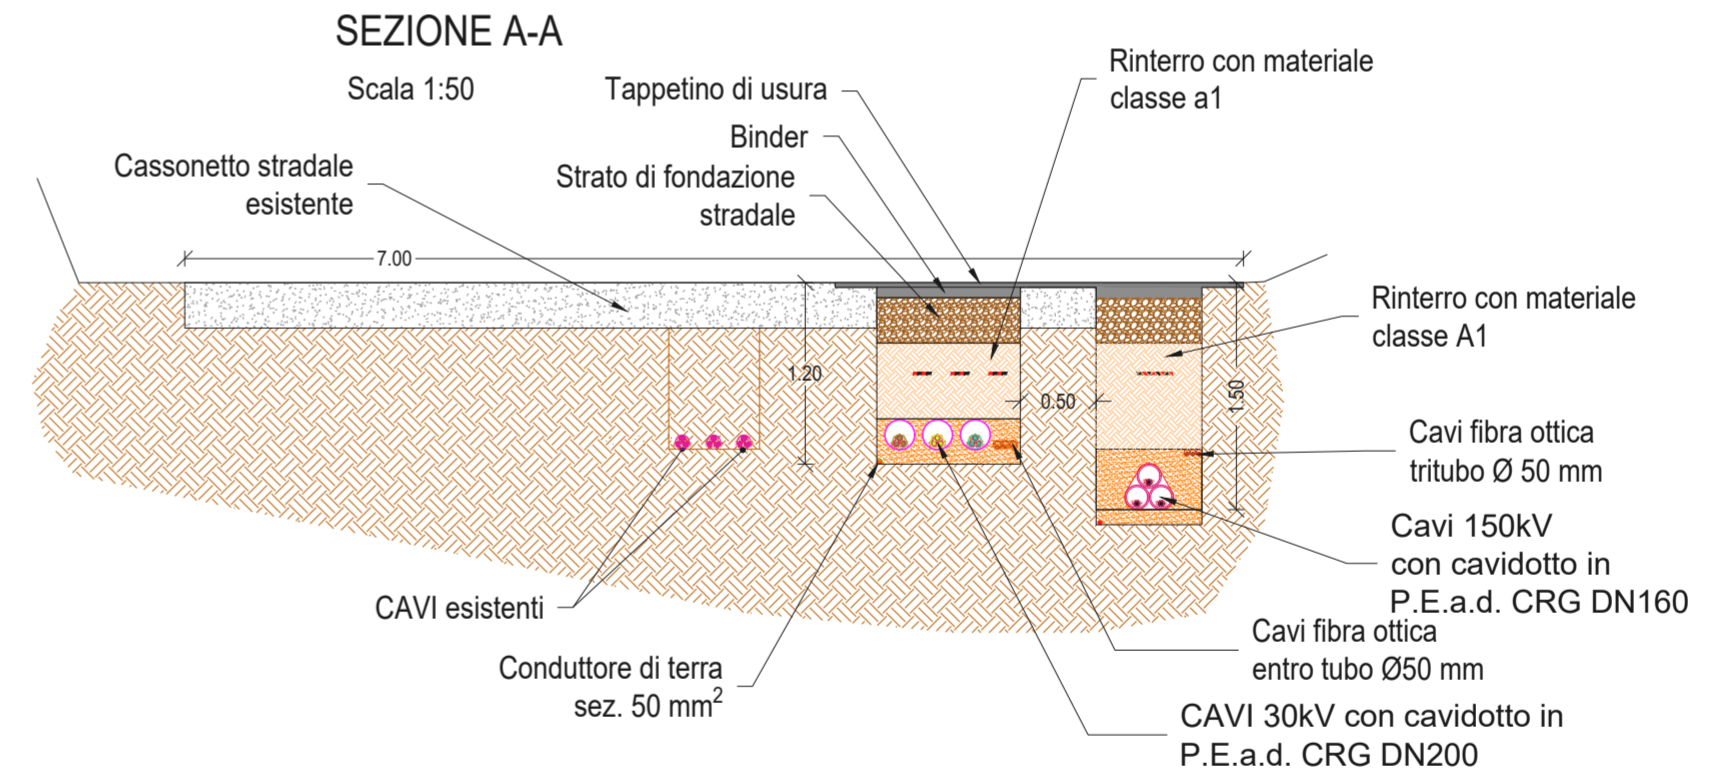 SEZIONE A-A
Scala 1:50
Rinterro con materiale
classe a1
Tappetino di usura
Binder
Strato di fondazione
stradale
Cassonetto stradale
esistente
7.00
1.20
0.50
1.50
Rinterro con materiale
classe A1
Cavi fibra ottica
tritubo Ø 50 mm
Cavi 150kV
con cavidotto in
P.E.a.d. CRG DN160
CAVI esistenti
Cavi fibra ottica
entro tubo Ø50 mm
Conduttore di terra
sez. 50 mm²
CAVI 30kV con cavidotto in
P.E.a.d. CRG DN200